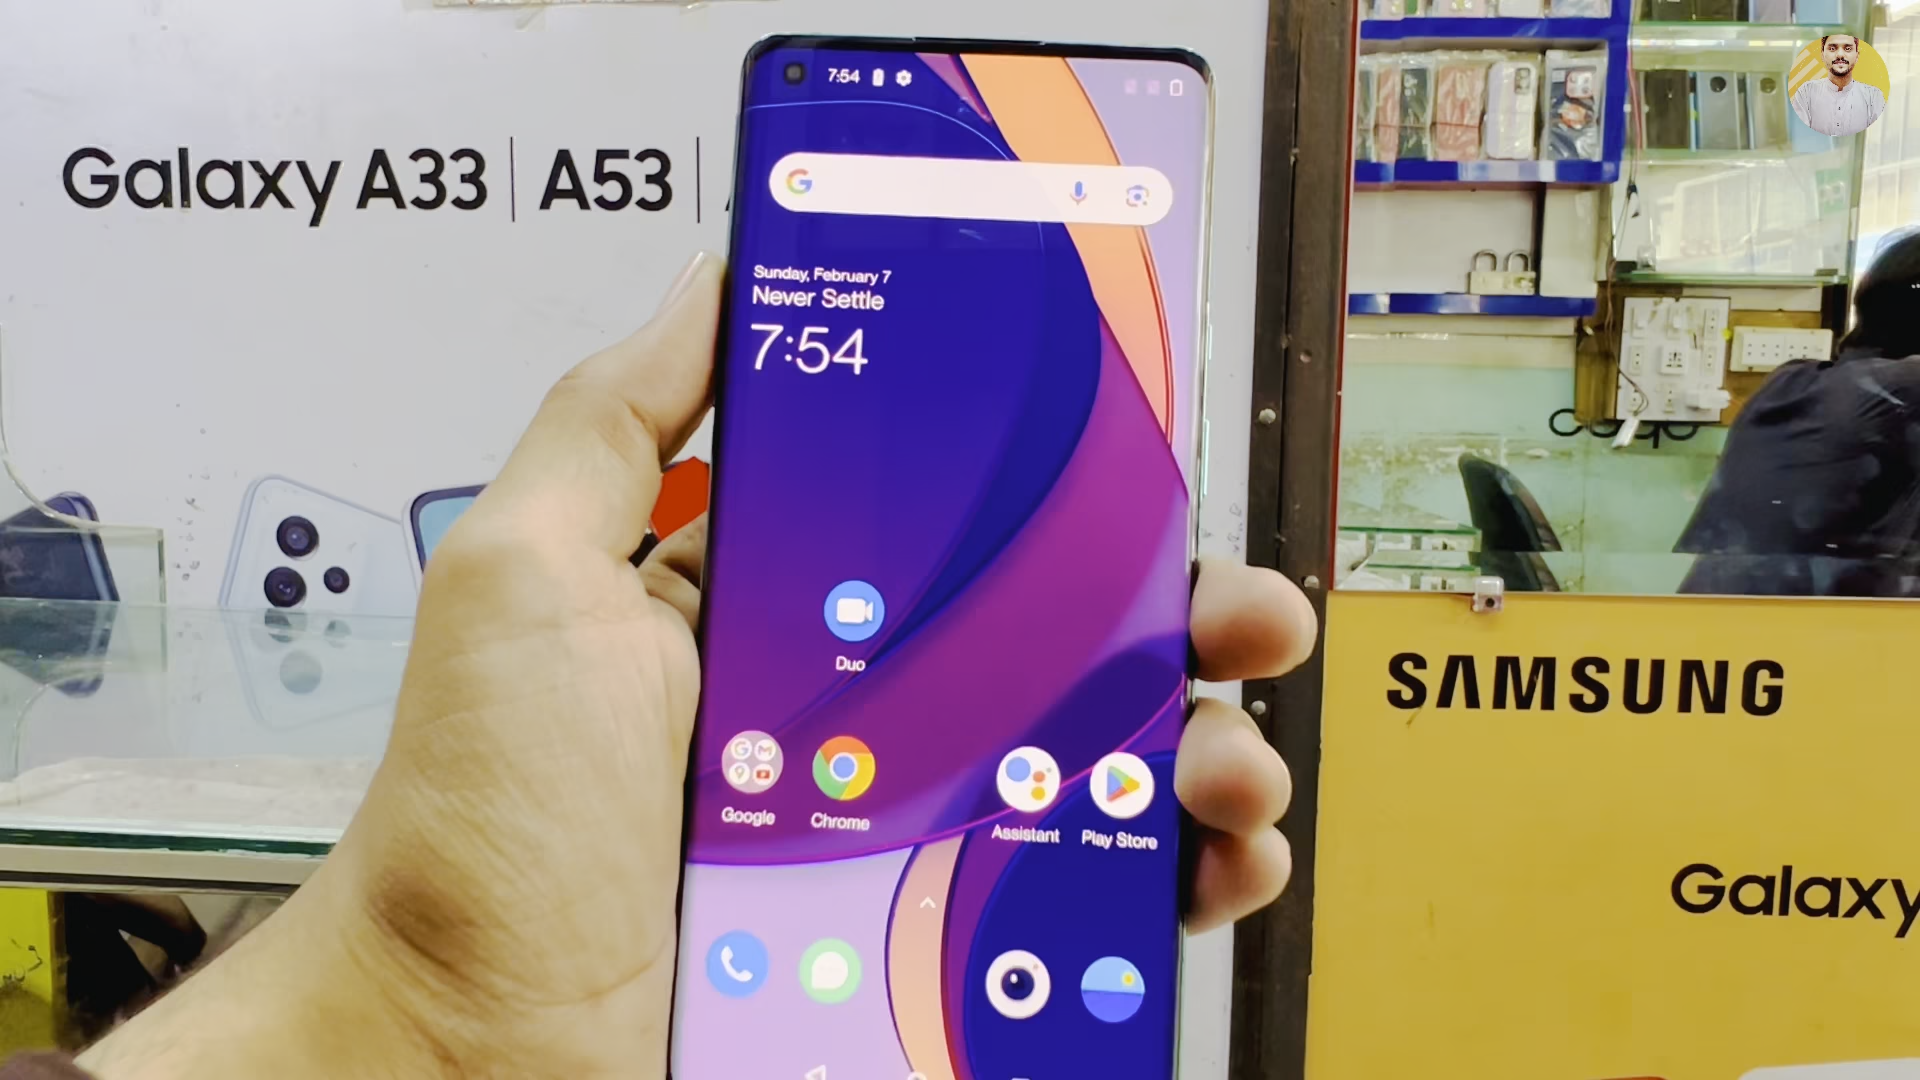 Galaxy A33 | A53 |
7:54
Sunday, February 7
Never Settle
7:54
Duo
Google
Chrome
Assistant
Play Store
SAMSUNG
Galaxy